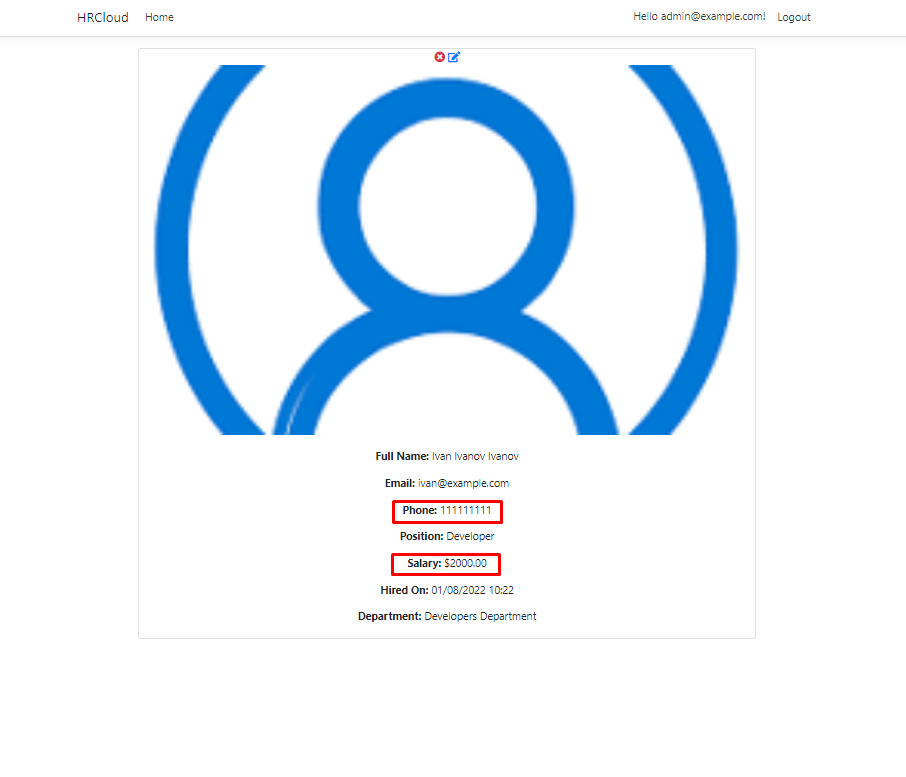 HRCloud Home Hello admin@example.com! Logout
Full Name: Ivan Ivanov Ivanov
Email: ivan@example.com
Phone: 111111111
Position: Developer
Salary: $2000.00
Hired On: 01/08/2022 10:22
Department: Developers Department